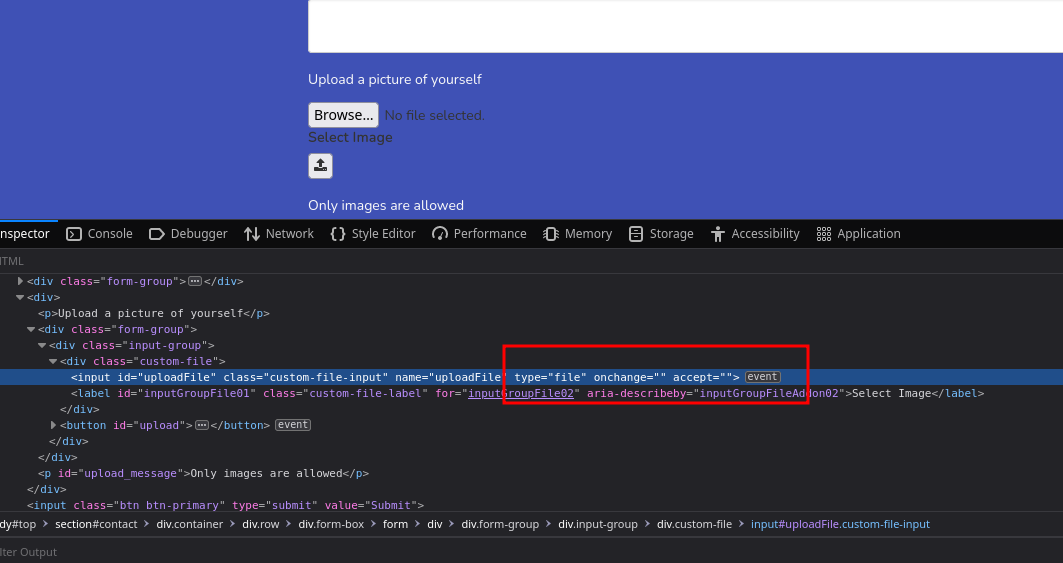 Upload a picture of yourself
Browse... No file selected.
Select Image
Only images are allowed
nspector Console Debugger Network Style Editor Performance Memory Storage Accessibility Application
TML
<div class="form-group"></div>
<div>
<p>Upload a picture of yourself</p>
<div class="form-group">
<div class="input-group">
<div class="custom-file">
<input id="uploadFile" class="custom-file-input" name="uploadFile" type="file" onchange="" accept=""> event
<label id="inputGroupFile01" class="custom-file-label" for="inputGroupFile02" aria-describeby="inputGroupFileAddon02">Select Image</label>
</div>
<button id="upload"></button> event
</div>
</div>
<p id="upload_message">Only images are allowed</p>
</div>
<input class="btn btn-primary" type="submit" value="Submit">
dy#top > section#contact > div.container > div.row > div.form-box > form > div > div.form-group > div.input-group > div.custom-file > input#uploadFile.custom-file-input
lter Output